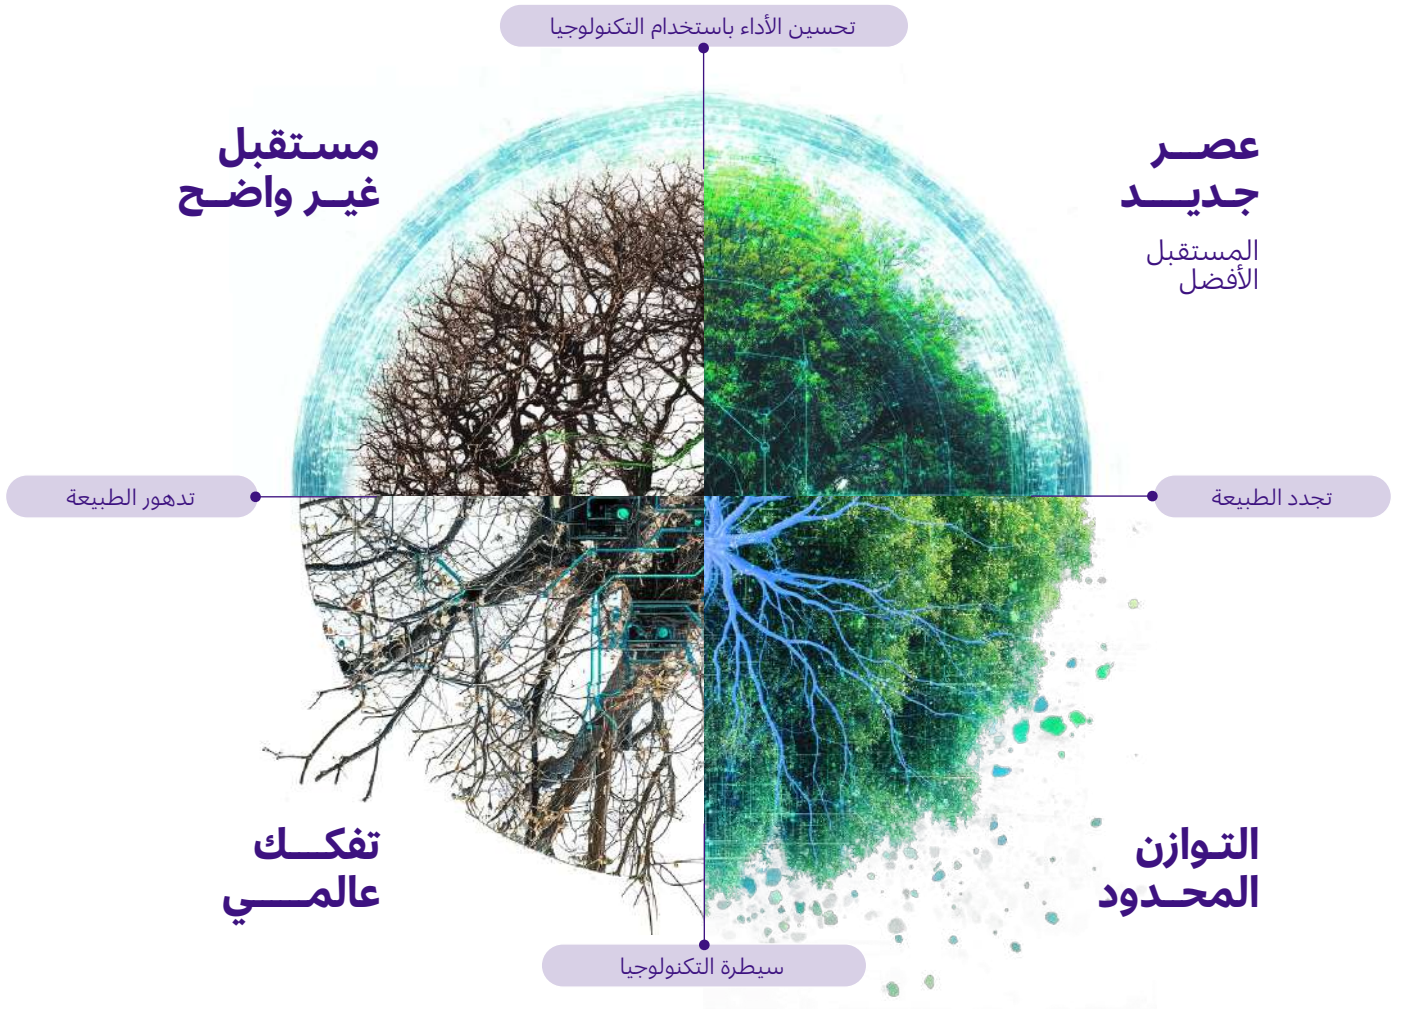 تحسين الأداء باستخدام التكنولوجيا
عصر
جديد
المستقبل
الأفضل
مستقبل
غير واضح
تجدد الطبيعة
تدهور الطبيعة
التوازن
المحدود
تفكك
عالمي
سيطرة التكنولوجيا